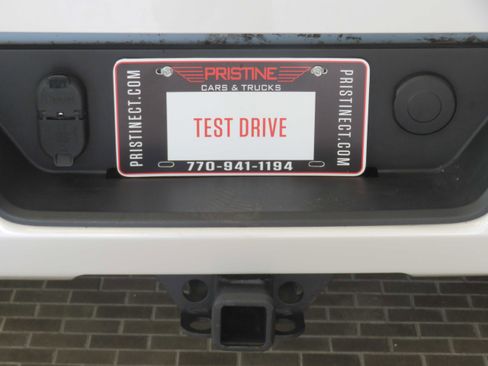 PRISTINE
CARS & TRUCKS
PRISTINECT.COM
TEST DRIVE
PRISTINECT.COM
770-941-1194